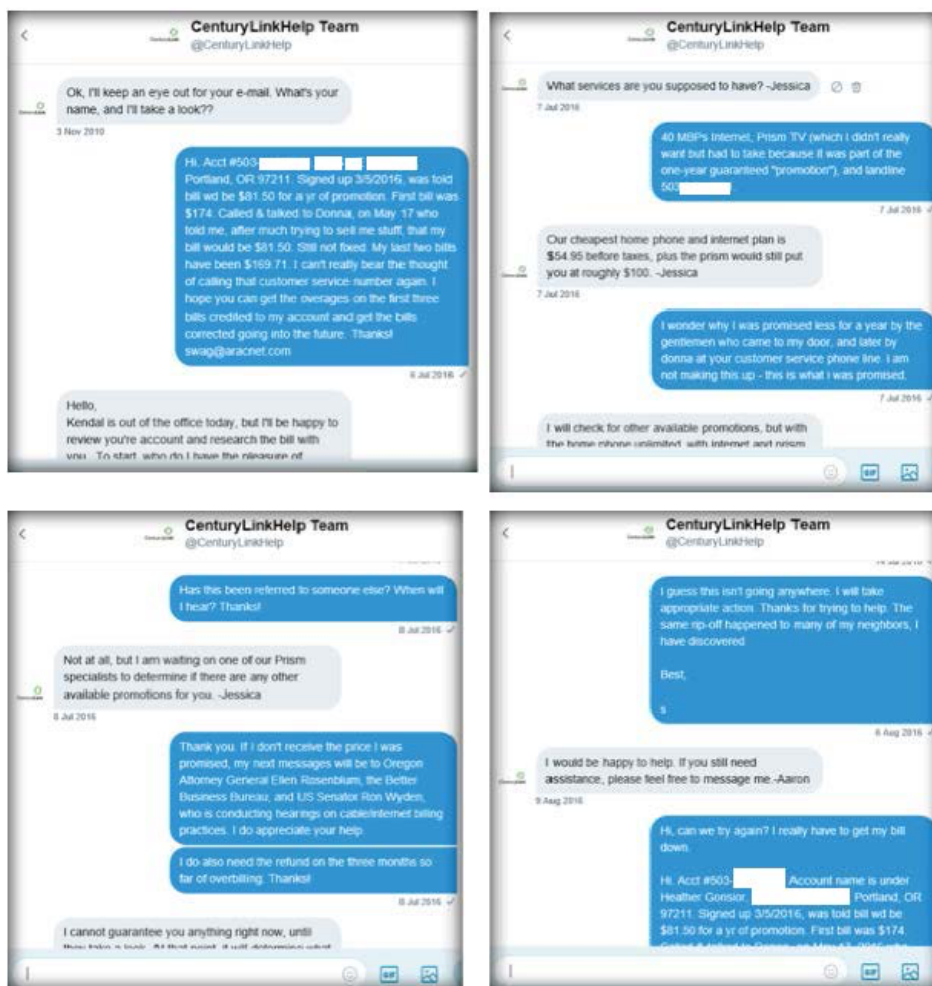 CenturyLinkHelp Team
@CenturyLinkHelp
Ok, I'll keep an eye out for your e-mail. What's your
name, and I'll take a look??
3 Nov 2010
Hi. Acct #503-
Portland, OR 97211. Signed up 3/5/2016, was told
bill wd be $81.50 for a yr of promotion. First bill was
$174. Called & talked to Donna, on May 17 who
told me, after much trying to sell me stuff, that my
bill would be $81.50. Still not fixed. My last two bills
have been $169.71. I can't really bear the thought
of calling that customer service number again. I
hope you can get the overages on the first three
bills credited to my account and get the bills
corrected going into the future. Thanks!
swag@aracnet.com
6 Jul 2016
Hello,
Kendal is out of the office today, but I'll be happy to
review you're account and research the bill with
you. To start, who do I have the pleasure of
CenturyLinkHelp Team
@CenturyLinkHelp
What services are you supposed to have? -Jessica
7 Jul 2016
40 MBPs Internet, Prism TV (which I didn't really
want but had to take because it was part of the
one-year guaranteed "promotion"), and landline
503
7 Jul 2016
Our cheapest home phone and internet plan is
$54.95 before taxes, plus the prism would still put
you at roughly $100. -Jessica
7 Jul 2016
I wonder why I was promised less for a year by the
gentlemen who came to my door, and later by
donna at your customer service phone line. I am
not making this up - this is what i was promised.
7 Jul 2016
I will check for other available promotions, but with
the home phone unlimited, with internet and prism
GIF
CenturyLinkHelp Team
@CenturyLinkHelp
Has this been referred to someone else? When will
I hear? Thanks!
8 Jul 2016
Not at all, but I am waiting on one of our Prism
specialists to determine if there are any other
available promotions for you. -Jessica
8 Jul 2016
Thank you. If I don't receive the price I was
promised, my next messages will be to Oregon
Attorney General Ellen Rosenblum, the Better
Business Bureau, and US Senator Ron Wyden,
who is conducting hearings on cable/internet billing
practices. I do appreciate your help
I do also need the refund on the three months so
far of overbilling. Thanks!
8 Jul 2016
I cannot guarantee you anything right now, until
they take a look. At that point, it will determine what
GIF
CenturyLinkHelp Team
@CenturyLinkHelp
I guess this isn't going anywhere. I will take
appropriate action. Thanks for trying to help. The
same rip-off happened to many of my neighbors, I
have discovered
Best,
s
6 Aug 2016
I would be happy to help. If you still need
assistance, please feel free to message me.-Aaron
9 Aug 2016
Hi, can we try again? I really have to get my bill
down.
Hi. Acct #503- Account name is under
Heather Gonsior, Portland, OR
97211. Signed up 3/5/2016, was told bill wd be
$81.50 for a yr of promotion. First bill was $174.
GIF